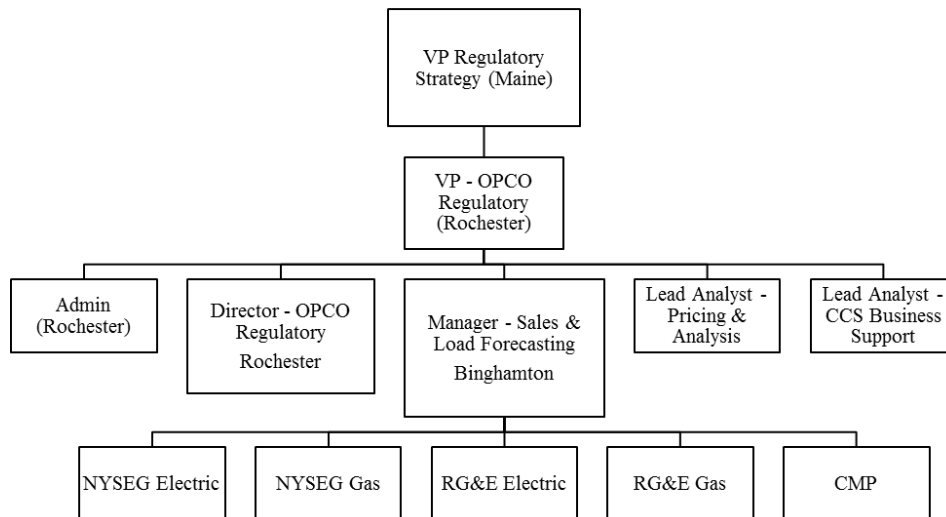 VP Regulatory
Strategy (Maine)
VP - OPCO
Regulatory
(Rochester)
Admin
(Rochester)
Director - OPCO
Regulatory
Rochester
Manager - Sales &
Load Forecasting
Binghamton
Lead Analyst -
Pricing &
Analysis
Lead Analyst -
CCS Business
Support
NYSEG Electric
NYSEG Gas
RG&E Electric
RG&E Gas
CMP